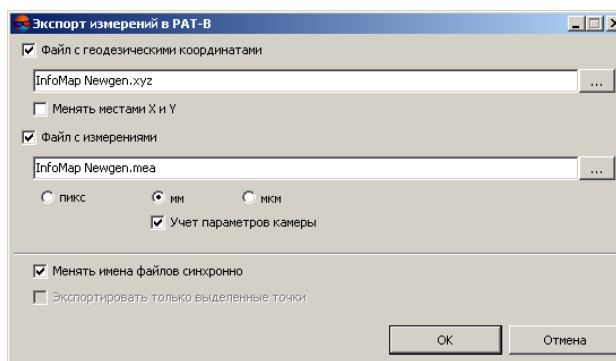 Экспорт измерений в PAT-B
Файл с геодезическими координатами
InfoMap Newgen.xyz
...
Менять местами X и Y
Файл с измерениями
InfoMap Newgen.mea
...
пикс мм мкм
Учет параметров камеры
Менять имена файлов синхронно
Экспортировать только выделенные точки
OK Отмена